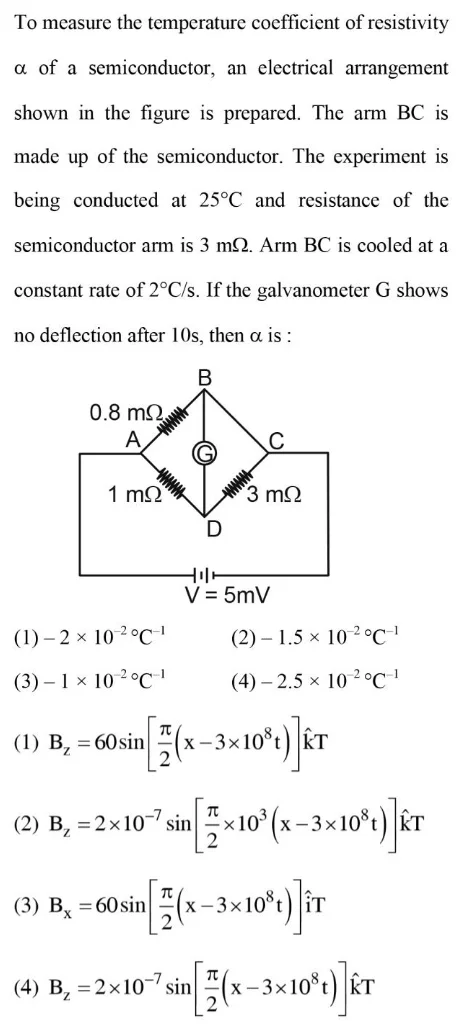 To measure the temperature coefficient of resistivity
α of a semiconductor, an electrical arrangement
shown in the figure is prepared. The arm BC is
made up of the semiconductor. The experiment is
being conducted at 25°C and resistance of the
semiconductor arm is 3 mΩ. Arm BC is cooled at a
constant rate of 2°C/s. If the galvanometer G shows
no deflection after 10s, then α is :
B
0.8 mΩ
A
C
G
1 mΩ
3 mΩ
D
V = 5mV
(1) – 2 × 10⁻² °C⁻¹ (2) – 1.5 × 10⁻² °C⁻¹
(3) – 1 × 10⁻² °C⁻¹ (4) – 2.5 × 10⁻² °C⁻¹
(1) B_z = 60 sin[π/2 (x – 3×10⁸t)] k̂T
(2) B_z = 2×10⁻⁷ sin[π/2 ×10³ (x – 3×10⁸t)] k̂T
(3) B_x = 60 sin[π/2 (x – 3×10⁸t)] îT
(4) B_z = 2×10⁻⁷ sin[π/2 (x – 3×10⁸t)] k̂T